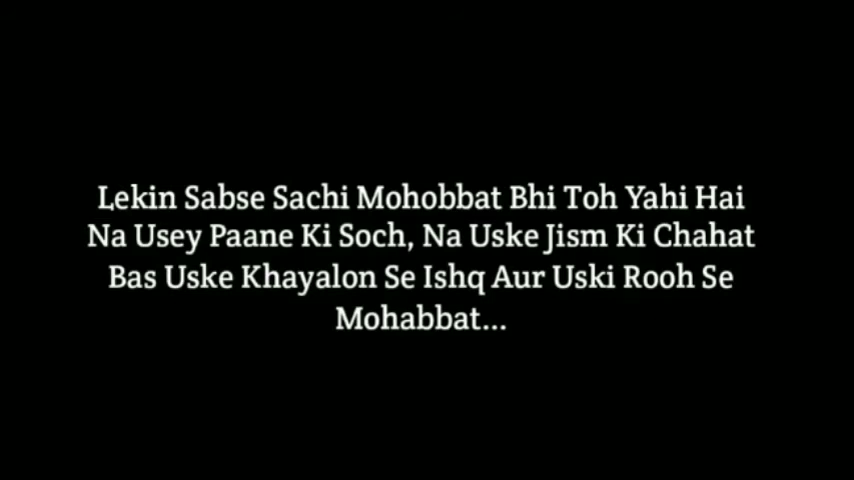 Lekin Sabse Sachi Mohobbat Bhi Toh Yahi Hai
Na Usey Paane Ki Soch, Na Uske Jism Ki Chahat
Bas Uske Khayalon Se Ishq Aur Uski Rooh Se
Mohabbat...